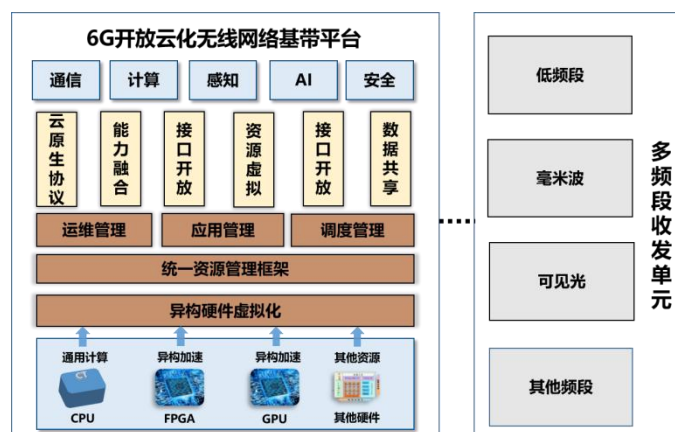 6G开放云化无线网络基带平台
通信
计算
感知
AI
安全
云原生协议
能力融合
接口开放
资源虚拟
接口开放
数据共享
运维管理
应用管理
调度管理
统一资源管理框架
异构硬件虚拟化
通用计算
异构加速
异构加速
其他资源
CPU
FPGA
GPU
其他硬件
低频段
毫米波
可见光
其他频段
多频段收发单元